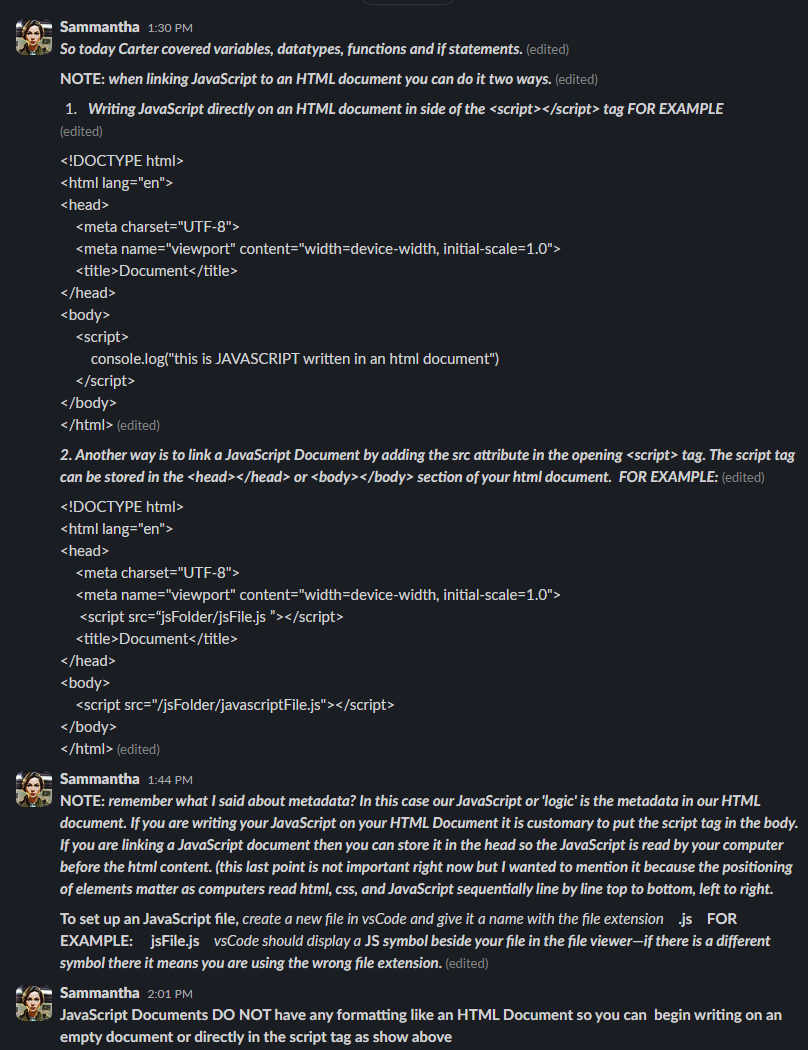 Sammantha 1:30 PM
So today Carter covered variables, datatypes, functions and if statements. (edited)
NOTE: when linking JavaScript to an HTML document you can do it two ways. (edited)
1. Writing JavaScript directly on an HTML document in side of the <script></script> tag FOR EXAMPLE
(edited)
<!DOCTYPE html>
<html lang="en">
<head>
<meta charset="UTF-8">
<meta name="viewport" content="width=device-width, initial-scale=1.0">
<title>Document</title>
</head>
<body>
<script>
console.log("this is JAVASCRIPT written in an html document")
</script>
</body>
</html> (edited)
2. Another way is to link a JavaScript Document by adding the src attribute in the opening <script> tag. The script tag
can be stored in the <head></head> or <body></body> section of your html document.  FOR EXAMPLE: (edited)
<!DOCTYPE html>
<html lang="en">
<head>
<meta charset="UTF-8">
<meta name="viewport" content="width=device-width, initial-scale=1.0">
<script src=“jsFolder/jsFile.js ”></script>
<title>Document</title>
</head>
<body>
<script src="/jsFolder/javascriptFile.js"></script>
</body>
</html> (edited)
Sammantha 1:44 PM
NOTE: remember what I said about metadata? In this case our JavaScript or 'logic' is the metadata in our HTML
document. If you are writing your JavaScript on your HTML Document it is customary to put the script tag in the body.
If you are linking a JavaScript document then you can store it in the head so the JavaScript is read by your computer
before the html content. (this last point is not important right now but I wanted to mention it because the positioning
of elements matter as computers read html, css, and JavaScript sequentially line by line top to bottom, left to right.
To set up an JavaScript file, create a new file in vsCode and give it a name with the file extension .js FOR
EXAMPLE: jsFile.js vsCode should display a JS symbol beside your file in the file viewer—if there is a different
symbol there it means you are using the wrong file extension. (edited)
Sammantha 2:01 PM
JavaScript Documents DO NOT have any formatting like an HTML Document so you can  begin writing on an
empty document or directly in the script tag as show above